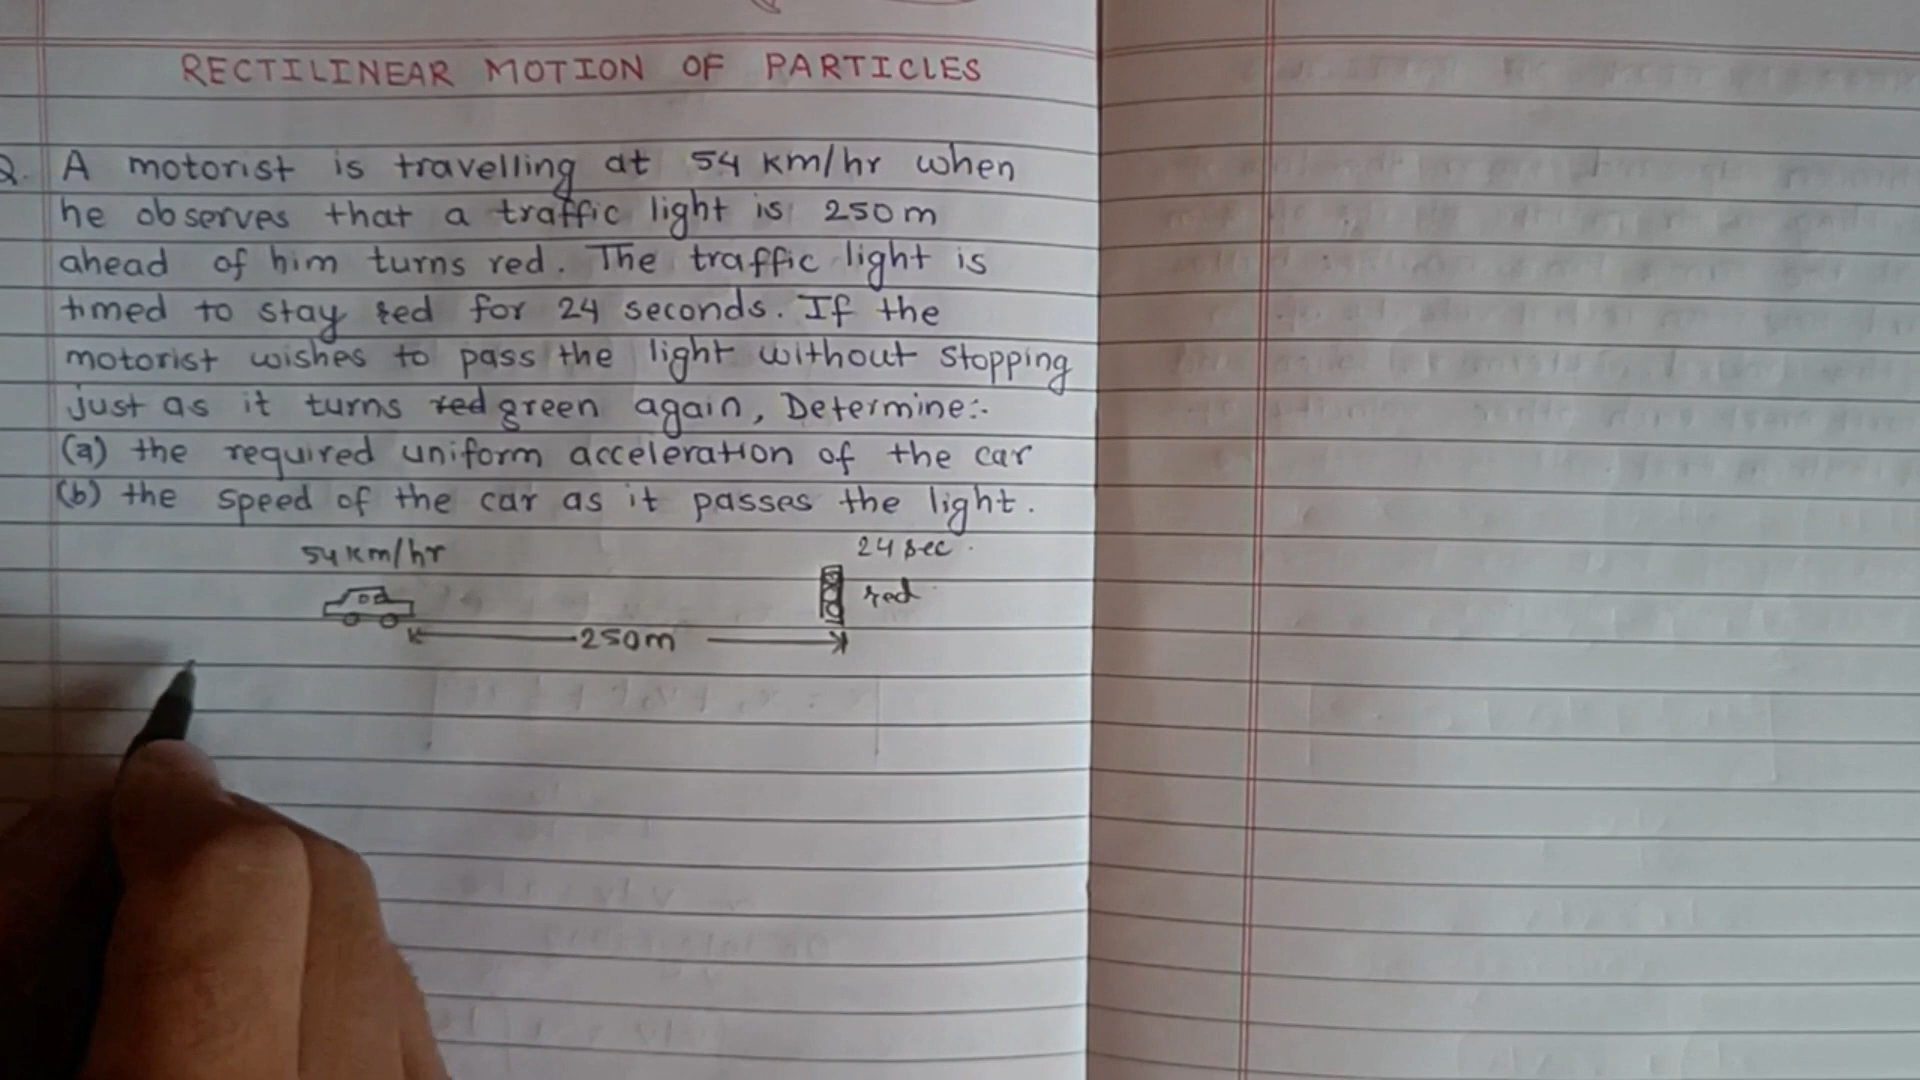 RECTILINEAR MOTION OF PARTICLES
Q. A motorist is travelling at 54 km/hr when
he observes that a traffic light is 250m
ahead of him turns red. The traffic light is
timed to stay red for 24 seconds. If the
motorist wishes to pass the light without stopping
just as it turns red green again, Determine:-
(a) the required uniform acceleration of the car
(b) the speed of the car as it passes the light.
54 km/hr
24 sec.
red
250m